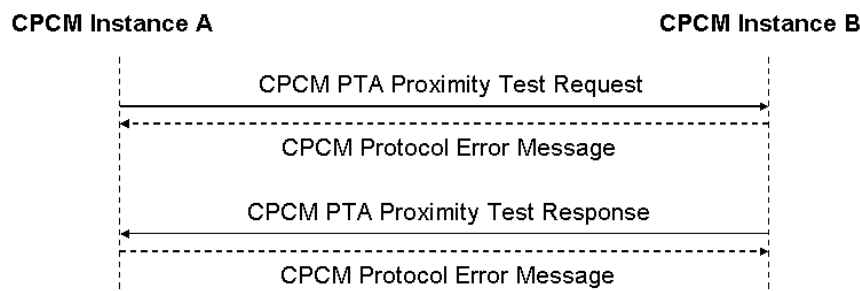 CPCM Instance A
CPCM Instance B
CPCM PTA Proximity Test Request
CPCM Protocol Error Message
CPCM PTA Proximity Test Response
CPCM Protocol Error Message